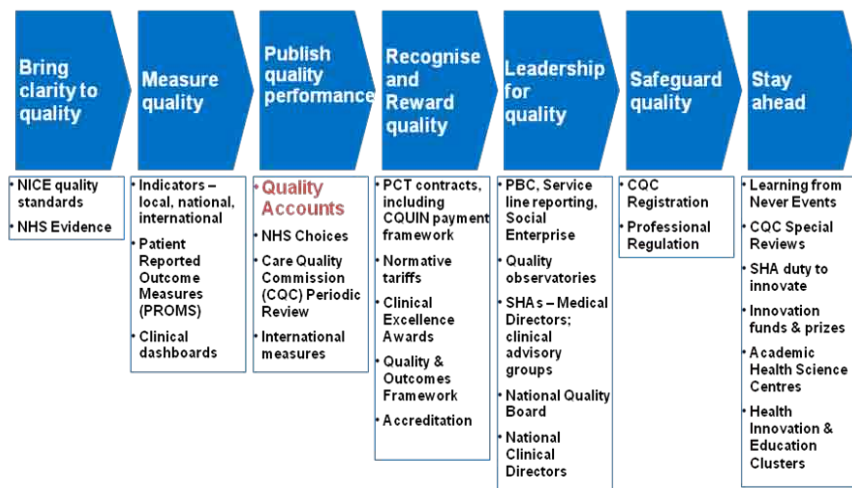 Bring
clarity to
quality
Measure
quality
Publish
quality
performance
Recognise
and
Reward
quality
Leadership
for
quality
Safeguard
quality
Stay
ahead
• NICE quality
standards
• NHS Evidence
• Indicators –
local, national,
international
• Patient
Reported
Outcome
Measures
(PROMS)
• Clinical
dashboards
• Quality
Accounts
• NHS Choices
• Care Quality
Commission
(CQC) Periodic
Review
• International
measures
• PCT contracts,
including
CQUIN payment
framework
• Normative
tariffs
• Clinical
Excellence
Awards
• Quality &
Outcomes
Framework
• Accreditation
• PBC, Service
line reporting,
Social
Enterprise
• Quality
observatories
• SHAs – Medical
Directors;
clinical
advisory
groups
• National Quality
Board
• National
Clinical
Directors
• CQC
Registration
• Professional
Regulation
• Learning from
Never Events
• CQC Special
Reviews
• SHA duty to
innovate
• Innovation
funds & prizes
• Academic
Health Science
Centres
• Health
Innovation &
Education
Clusters